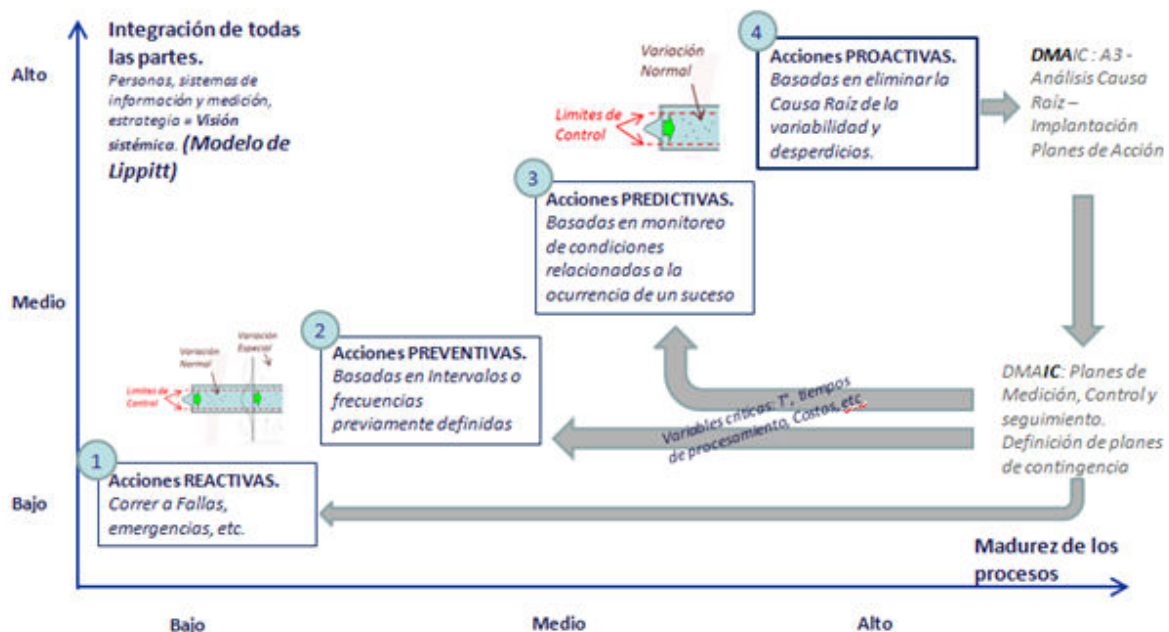 Integración de todas
las partes.
Personas, sistemas de
información y medición,
estrategia = Visión
sistémica. (Modelo de
Lippitt)
Alto
Medio
Bajo
4
Acciones PROACTIVAS.
Basadas en eliminar la
Causa Raíz de la
variabilidad y
desperdicios.
Variación
Normal
Limites de
Control
DMAIC : A3 -
Análisis Causa
Raíz –
Implantación
Planes de Acción
3
Acciones PREDICTIVAS.
Basadas en monitoreo
de condiciones
relacionadas a la
ocurrencia de un suceso
2
Acciones PREVENTIVAS.
Basadas en Intervalos o
frecuencias
previamente definidas
Variación
Normal
Variación
Especial
Limites de
Control
Variables críticas: T°, tiempos
de procesamiento, Costos, etc
DMAIC: Planes de
Medición, Control y
seguimiento.
Definición de planes
de contingencia
1
Acciones REACTIVAS.
Correr a Fallas,
emergencias, etc.
Madurez de los
procesos
Bajo
Medio
Alto